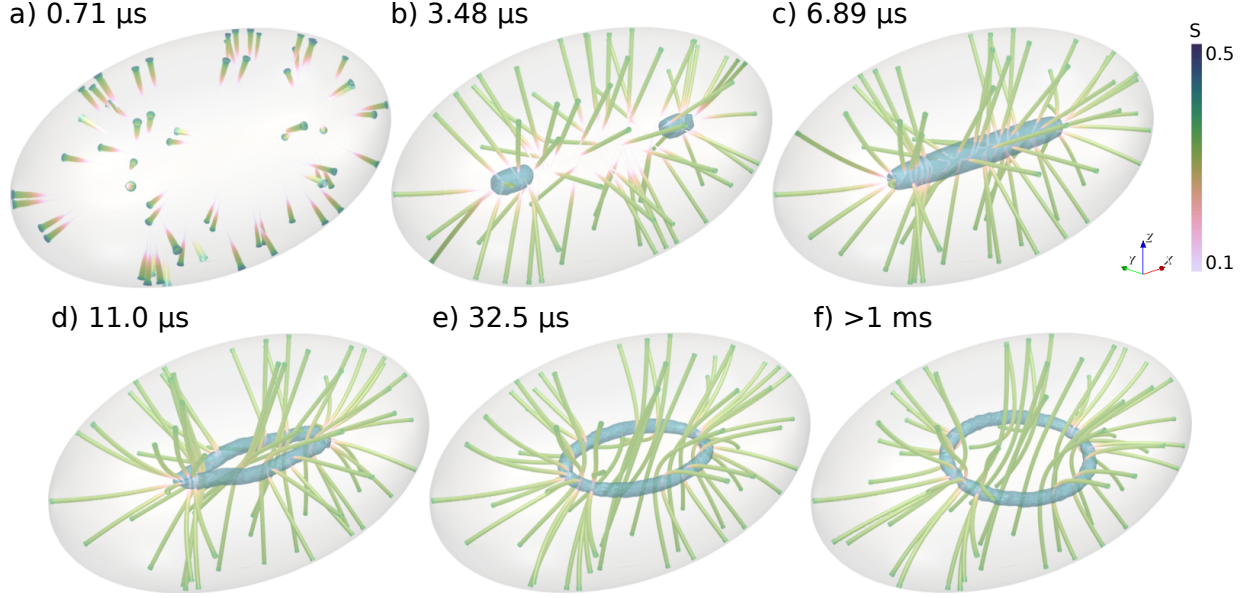 a) 0.71 µs
b) 3.48 µs
c) 6.89 µs
S
0.5
0.1
Z
Y
X
d) 11.0 µs
e) 32.5 µs
f) >1 ms